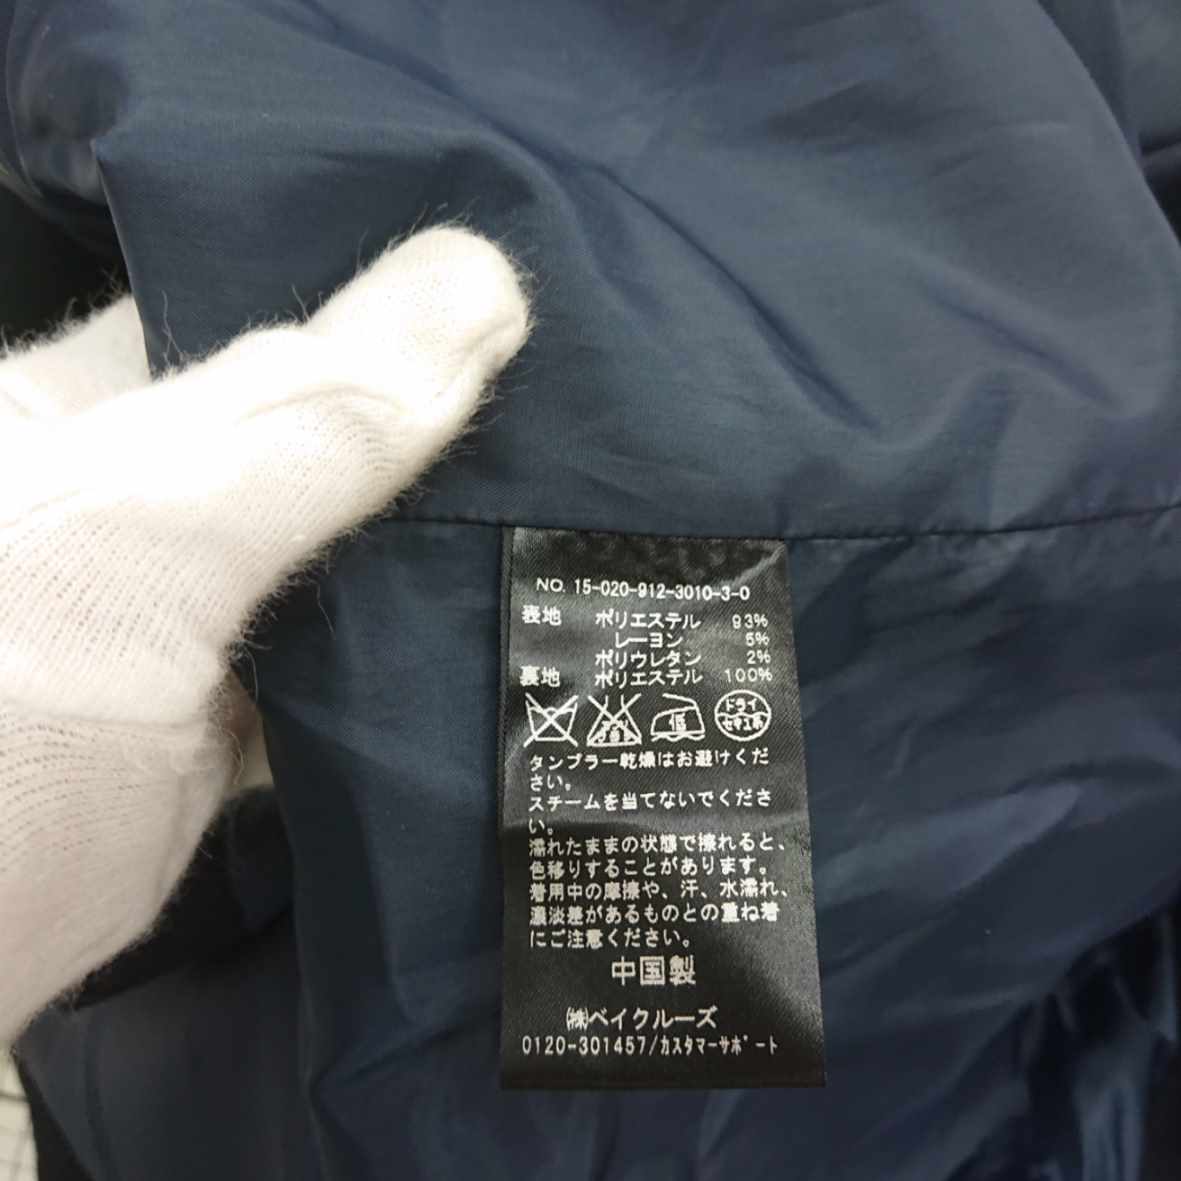 NO. 15-020-912-3010-3-0
表地 ポリエステル 93%
レーヨン 5%
ポリウレタン 2%
裏地 ポリエステル 100%
ドライ
セキユ系
タンブラー乾燥はお避けくだ
さい。
スチームを当てないでくださ
い。
濡れたままの状態で擦れると、
色移りすることがあります。
着用中の摩擦や、汗、水濡れ、
濃淡差があるものとの重ね着
にご注意ください。
中国製
㈱ベイクルーズ
0120-301457/カスタマーサポート